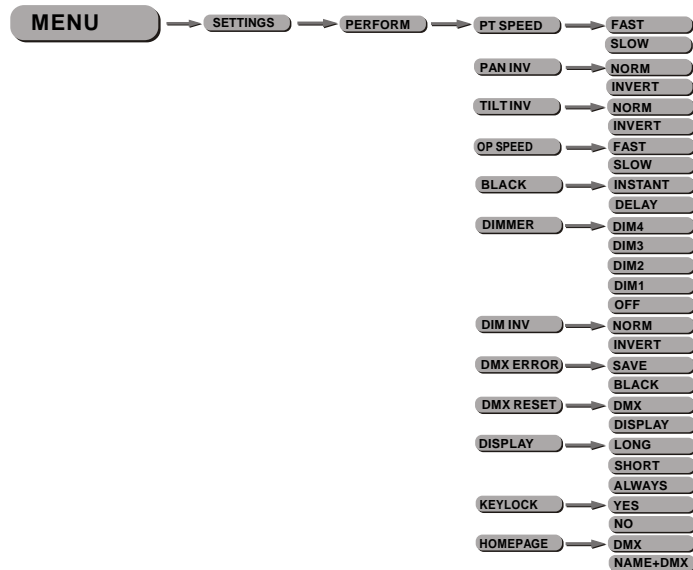 MENU SETTINGS PERFORM PT SPEED FAST
SLOW
PAN INV NORM
INVERT
TILT INV NORM
INVERT
OP SPEED FAST
SLOW
BLACK INSTANT
DELAY
DIMMER DIM4
DIM3
DIM2
DIM1
OFF
DIM INV NORM
INVERT
DMX ERROR SAVE
BLACK
DMX RESET DMX
DISPLAY
DISPLAY LONG
SHORT
ALWAYS
KEYLOCK YES
NO
HOMEPAGE DMX
NAME+DMX